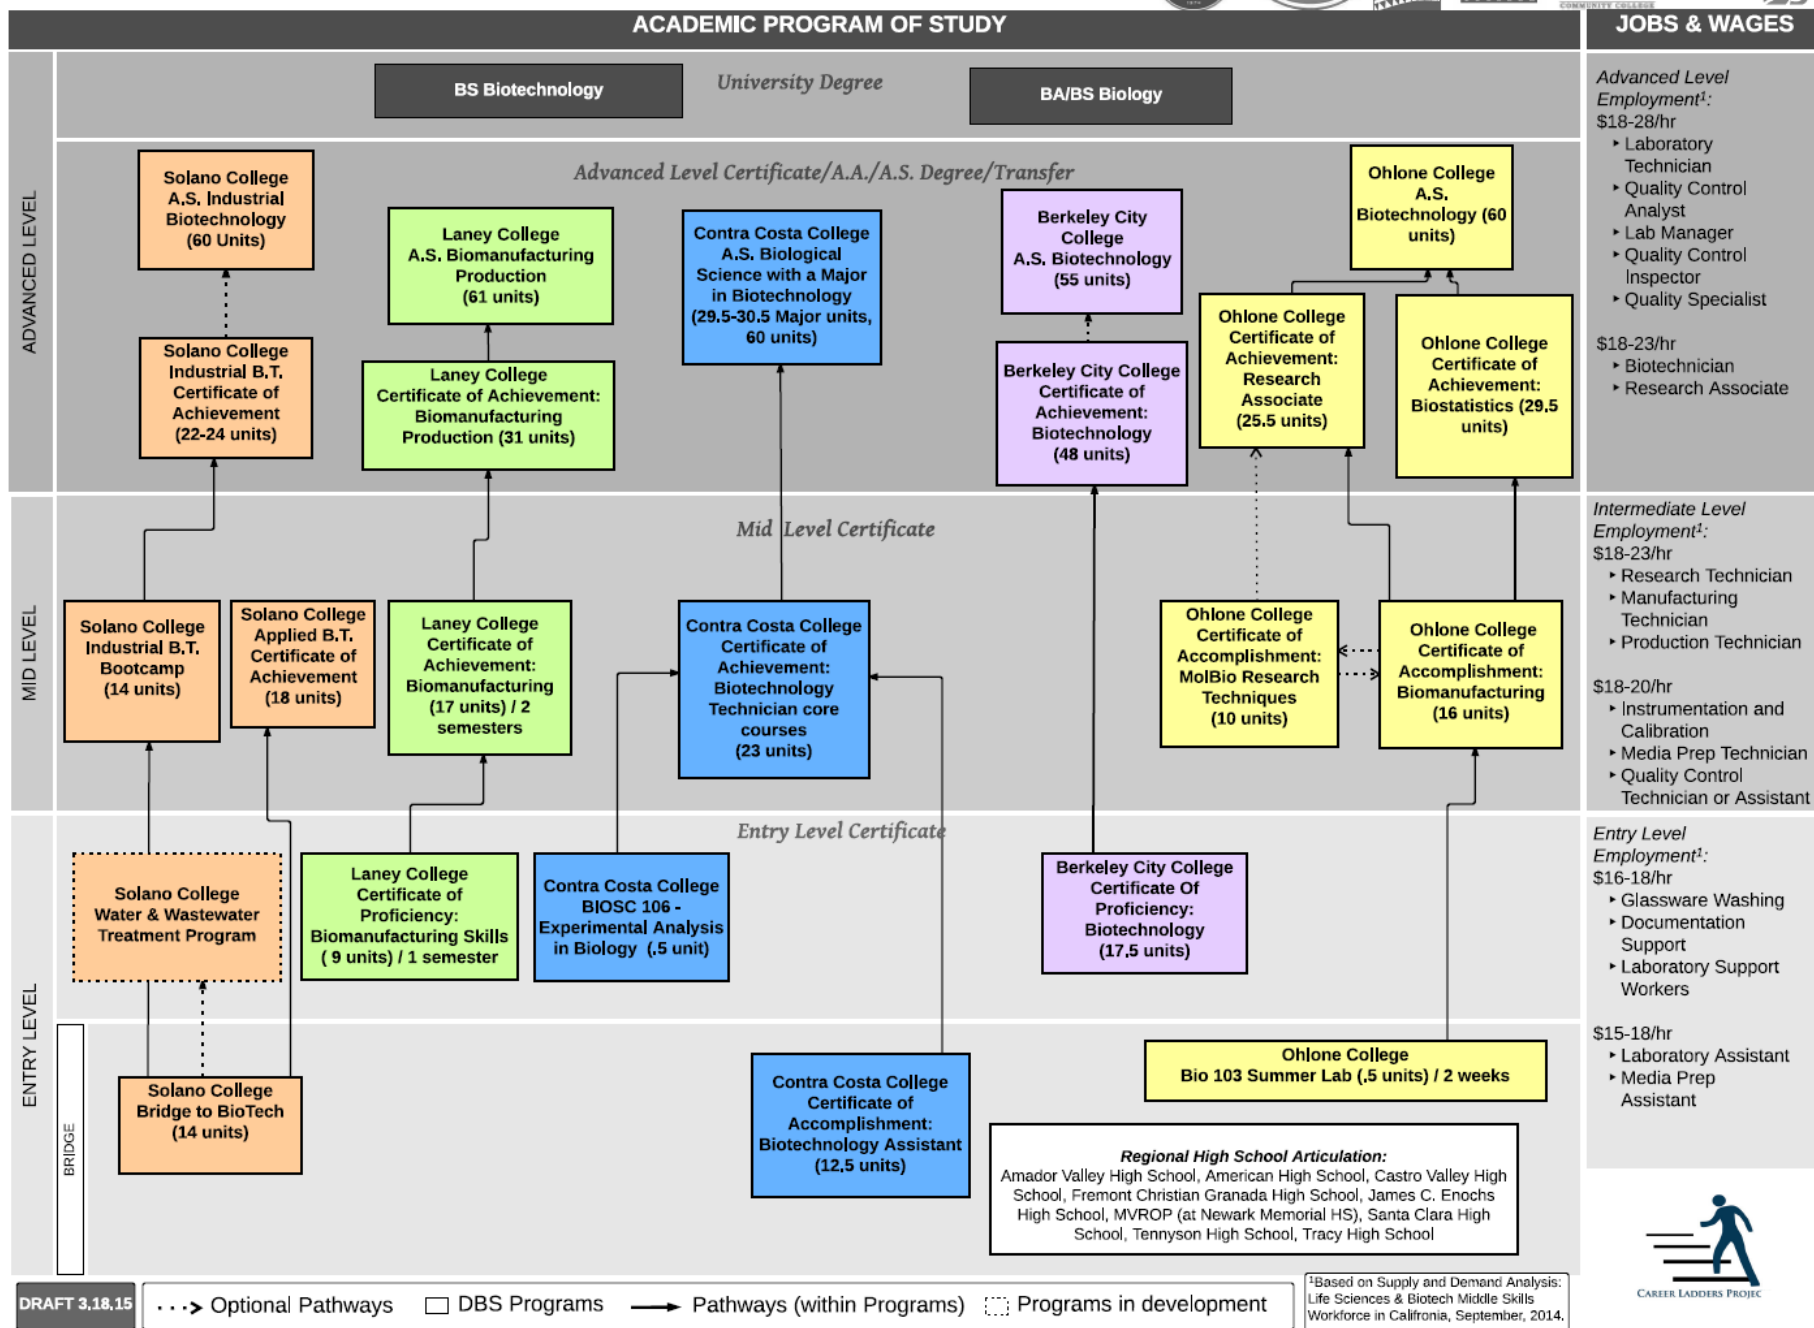 COMMUNITY COLLEGE
ACADEMIC PROGRAM OF STUDY
JOBS & WAGES
ADVANCED LEVEL
University Degree
BS Biotechnology
BA/BS Biology
Advanced Level Certificate/A.A./A.S. Degree/Transfer
Solano College
A.S. Industrial
Biotechnology
(60 Units)
Laney College
A.S. Biomanufacturing
Production
(61 units)
Contra Costa College
A.S. Biological
Science with a Major
in Biotechnology
(29.5-30.5 Major units,
60 units)
Berkeley City
College
A.S. Biotechnology
(55 units)
Ohlone College
A.S.
Biotechnology (60
units)
Solano College
Industrial B.T.
Certificate of
Achievement
(22-24 units)
Laney College
Certificate of Achievement:
Biomanufacturing
Production (31 units)
Berkeley City College
Certificate of
Achievement:
Biotechnology
(48 units)
Ohlone College
Certificate of
Achievement:
Research
Associate
(25.5 units)
Ohlone College
Certificate of
Achievement:
Biostatistics (29.5
units)
Advanced Level
Employment1:
$18-28/hr
‣ Laboratory
Technician
‣ Quality Control
Analyst
‣ Lab Manager
‣ Quality Control
Inspector
‣ Quality Specialist
$18-23/hr
‣ Biotechnician
‣ Research Associate
MID LEVEL
Mid Level Certificate
Solano College
Industrial B.T.
Bootcamp
(14 units)
Solano College
Applied B.T.
Certificate of
Achievement
(18 units)
Laney College
Certificate of
Achievement:
Biomanufacturing
(17 units) / 2
semesters
Contra Costa College
Certificate of
Achievement:
Biotechnology
Technician core
courses
(23 units)
Ohlone College
Certificate of
Accomplishment:
MolBio Research
Techniques
(10 units)
Ohlone College
Certificate of
Accomplishment:
Biomanufacturing
(16 units)
Intermediate Level
Employment1:
$18-23/hr
‣ Research Technician
‣ Manufacturing
Technician
‣ Production Technician
$18-20/hr
‣ Instrumentation and
Calibration
‣ Media Prep Technician
‣ Quality Control
Technician or Assistant
ENTRY LEVEL
Entry Level Certificate
Solano College
Water & Wastewater
Treatment Program
Laney College
Certificate of
Proficiency:
Biomanufacturing Skills
( 9 units) / 1 semester
Contra Costa College
BIOSC 106 -
Experimental Analysis
in Biology (.5 unit)
Berkeley City College
Certificate Of
Proficiency:
Biotechnology
(17.5 units)
BRIDGE
Solano College
Bridge to BioTech
(14 units)
Contra Costa College
Certificate of
Accomplishment:
Biotechnology Assistant
(12.5 units)
Ohlone College
Bio 103 Summer Lab (.5 units) / 2 weeks
Regional High School Articulation:
Amador Valley High School, American High School, Castro Valley High
School, Fremont Christian Granada High School, James C. Enochs
High School, MVROP (at Newark Memorial HS), Santa Clara High
School, Tennyson High School, Tracy High School
Entry Level
Employment1:
$16-18/hr
‣ Glassware Washing
‣ Documentation
Support
‣ Laboratory Support
Workers
$15-18/hr
‣ Laboratory Assistant
‣ Media Prep
Assistant
DRAFT 3.18.15
Optional Pathways
DBS Programs
Pathways (within Programs)
Programs in development
1Based on Supply and Demand Analysis:
Life Sciences & Biotech Middle Skills
Workforce in Califronia, September, 2014.
CAREER LADDERS PROJEC